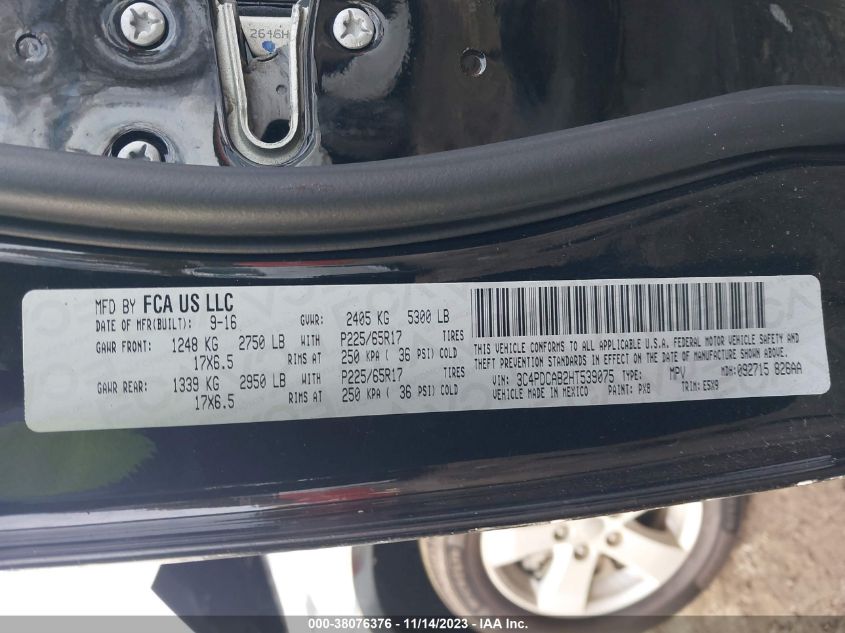 2646H
MFD BY FCA US LLC
DATE OF MFR(BUILT): 9-16 GVWR: 2405 KG 5300 LB
GAWR FRONT: 1248 KG 2750 LB WITH P225/65R17 TIRES
17X6.5 RIMS AT 250 KPA ( 36 PSI) COLD
GAWR REAR: 1339 KG 2950 LB WITH P225/65R17 TIRES
17X6.5 RIMS AT 250 KPA ( 36 PSI) COLD
THIS VEHICLE CONFORMS TO ALL APPLICABLE U.S.A. FEDERAL MOTOR VEHICLE SAFETY AND
THEFT PREVENTION STANDARDS IN EFFECT ON THE DATE OF MANUFACTURE SHOWN ABOVE.
VIN: 3C4PDCAB2HT539075 TYPE: MPV MDH: 092715 826AA
VEHICLE MADE IN MEXICO PAINT: PX8 TRIM: E5X9
000-38076376 - 11/14/2023 - IAA Inc.